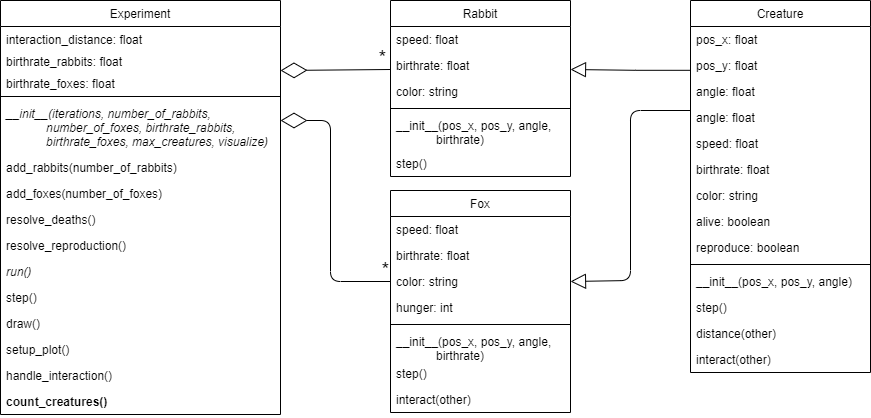 Experiment
interaction_distance: float
birthrate_rabbits: float
birthrate_foxes: float
__init__(iterations, number_of_rabbits,
number_of_foxes, birthrate_rabbits,
birthrate_foxes, max_creatures, visualize)
add_rabbits(number_of_rabbits)
add_foxes(number_of_foxes)
resolve_deaths()
resolve_reproduction()
run()
step()
draw()
setup_plot()
handle_interaction()
count_creatures()
*
*
Rabbit
speed: float
birthrate: float
color: string
__init__(pos_x, pos_y, angle,
birthrate)
step()
Fox
speed: float
birthrate: float
color: string
hunger: int
__init__(pos_x, pos_y, angle,
birthrate)
step()
interact(other)
Creature
pos_x: float
pos_y: float
angle: float
angle: float
speed: float
birthrate: float
color: string
alive: boolean
reproduce: boolean
__init__(pos_x, pos_y, angle)
step()
distance(other)
interact(other)